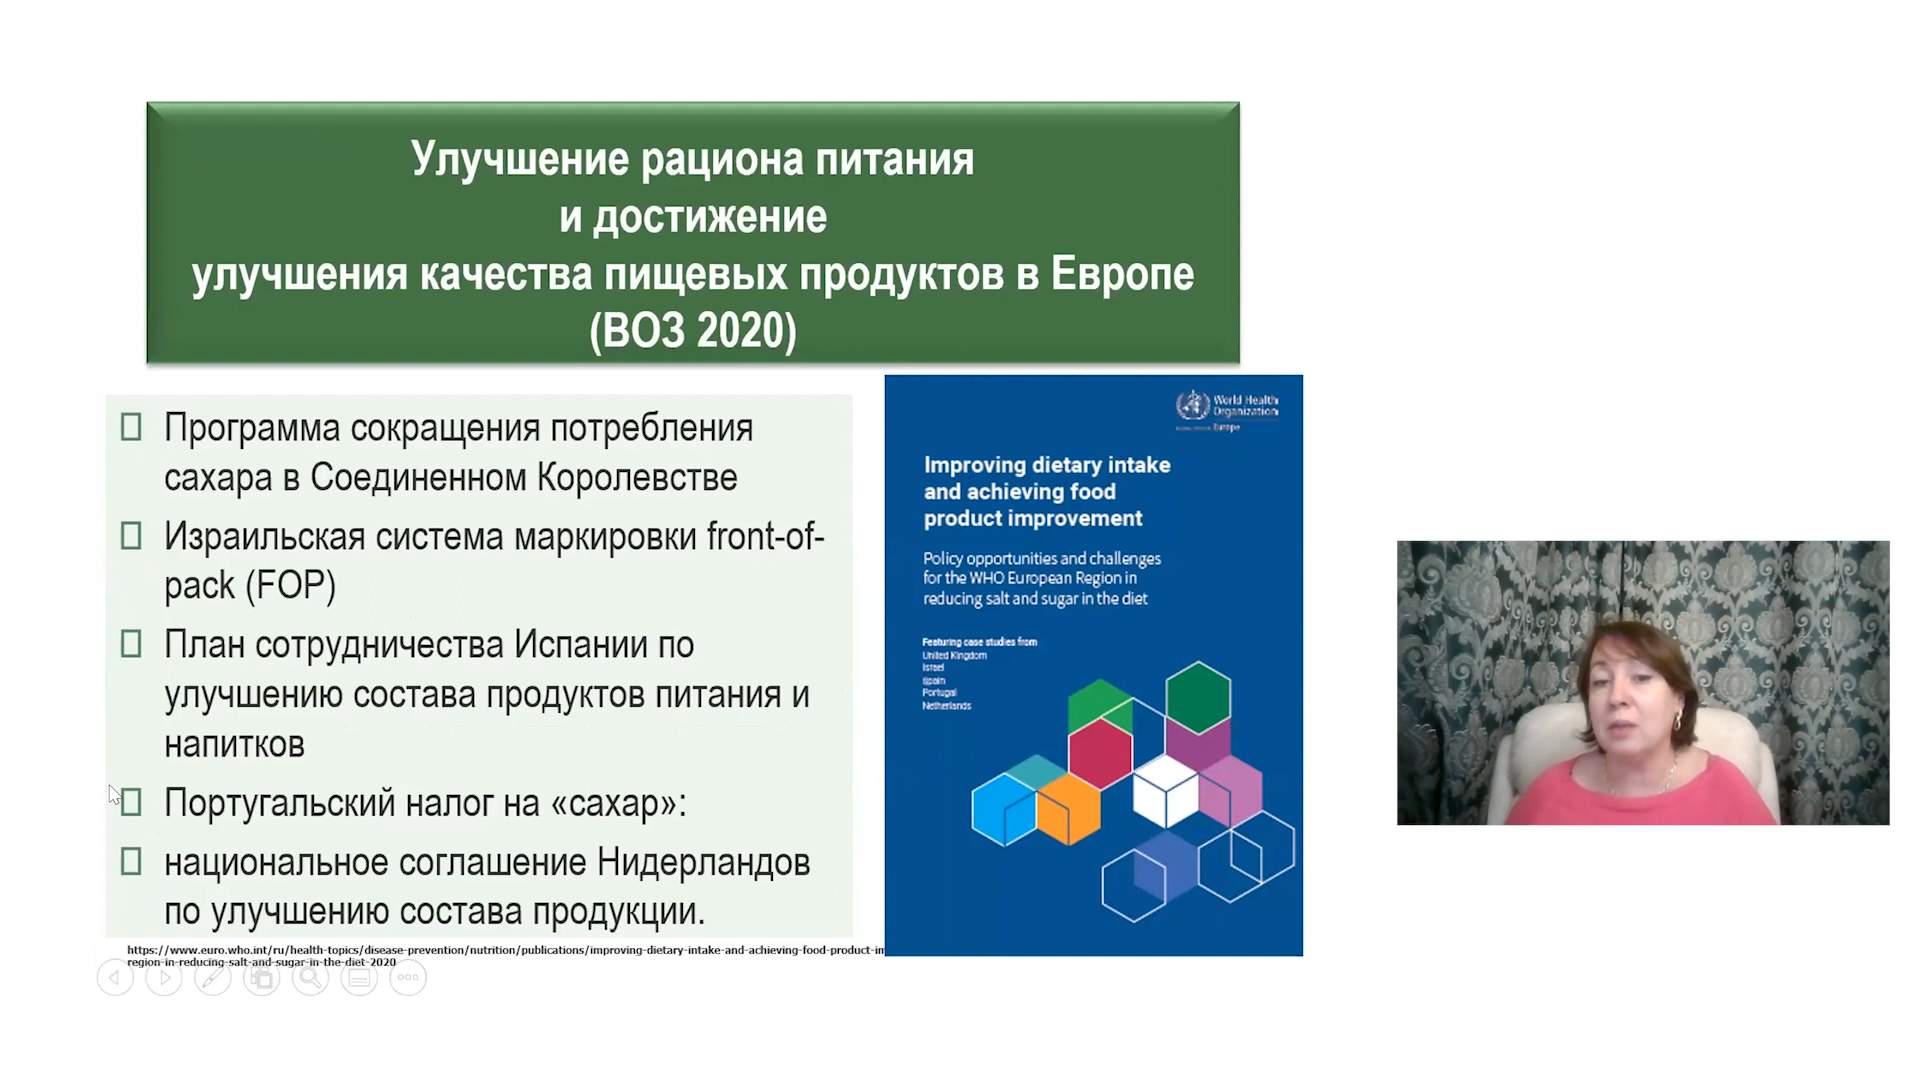 Улучшение рациона питания
и достижение
улучшения качества пищевых продуктов в Европе
(ВОЗ 2020)
Программа сокращения потребления
сахара в Соединенном Королевстве
Израильская система маркировки front-of-
pack (FOP)
План сотрудничества Испании по
улучшению состава продуктов питания и
напитков
Португальский налог на «сахар»:
национальное соглашение Нидерландов
по улучшению состава продукции.
https://www.euro.who.int/ru/health-topics/disease-prevention/nutrition/publications/improving-dietary-intake-and-achieving-food-product-im
region-in-reducing-salt-and-sugar-in-the-diet-2020
World Health
Organization
Europe
Improving dietary intake
and achieving food
product improvement
Policy opportunities and challenges
for the WHO European Region in
reducing salt and sugar in the diet
Featuring case studies from
United Kingdom
Israel
Spain
Portugal
Netherlands